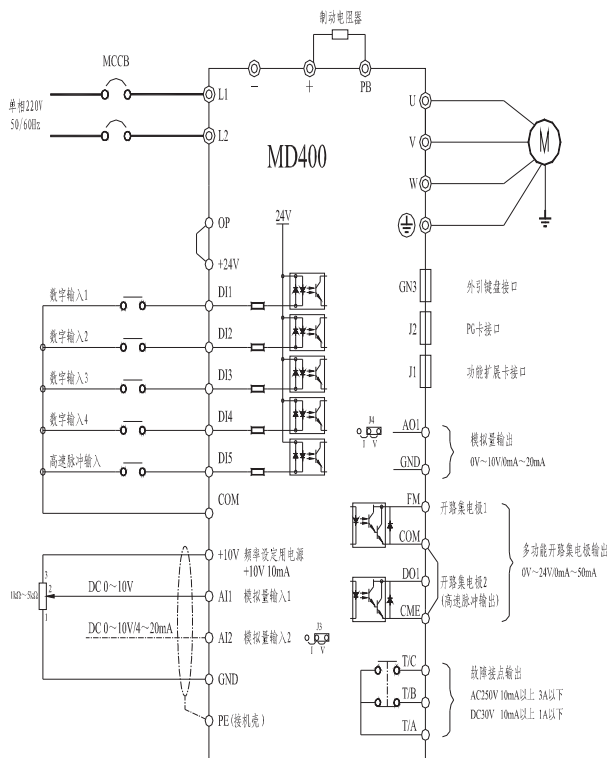 制动电阻器
MCCB
单相220V
50/60Hz
L1
L2
−
+
PB
U
V
W
M
MD400
OP
24V
+24V
数字输入1
DI1
数字输入2
DI2
数字输入3
DI3
数字输入4
DI4
高速脉冲输入
DI5
COM
GN3
外引键盘接口
J2
PG卡接口
J1
功能扩展卡接口
J4
I V
AO1
GND
模拟量输出
0V～10V/0mA～20mA
FM
开路集电极1
COM
DO1
开路集电极2
(高速脉冲输出)
CME
多功能开路集电极输出
0V～24V/0mA～50mA
+10V
频率设定用电源
+10V 10mA
3
2
1
1kΩ～5kΩ
DC 0～10V
AI1
模拟量输入1
DC 0～10V/4～20mA
AI2
模拟量输入2
J3
I V
GND
PE(接机壳)
T/C
T/B
T/A
故障接点输出
AC250V 10mA以上 3A以下
DC30V 10mA以上 1A以下